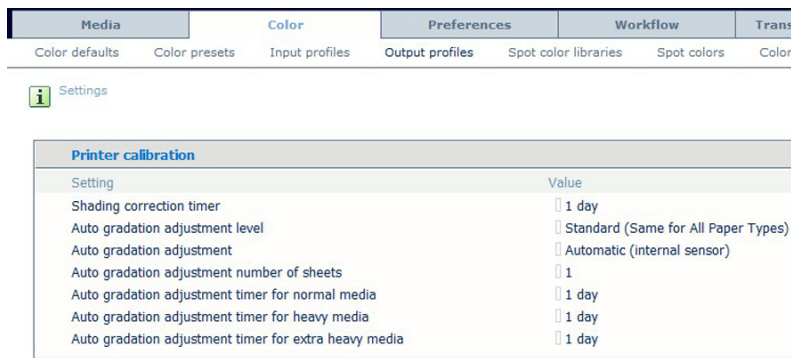 Media Color Preferences Workflow Trans
Color defaults Color presets Input profiles Output profiles Spot color libraries Spot colors Color
i Settings
Printer calibration
Setting Value
Shading correction timer 1 day
Auto gradation adjustment level Standard (Same for All Paper Types)
Auto gradation adjustment Automatic (internal sensor)
Auto gradation adjustment number of sheets 1
Auto gradation adjustment timer for normal media 1 day
Auto gradation adjustment timer for heavy media 1 day
Auto gradation adjustment timer for extra heavy media 1 day